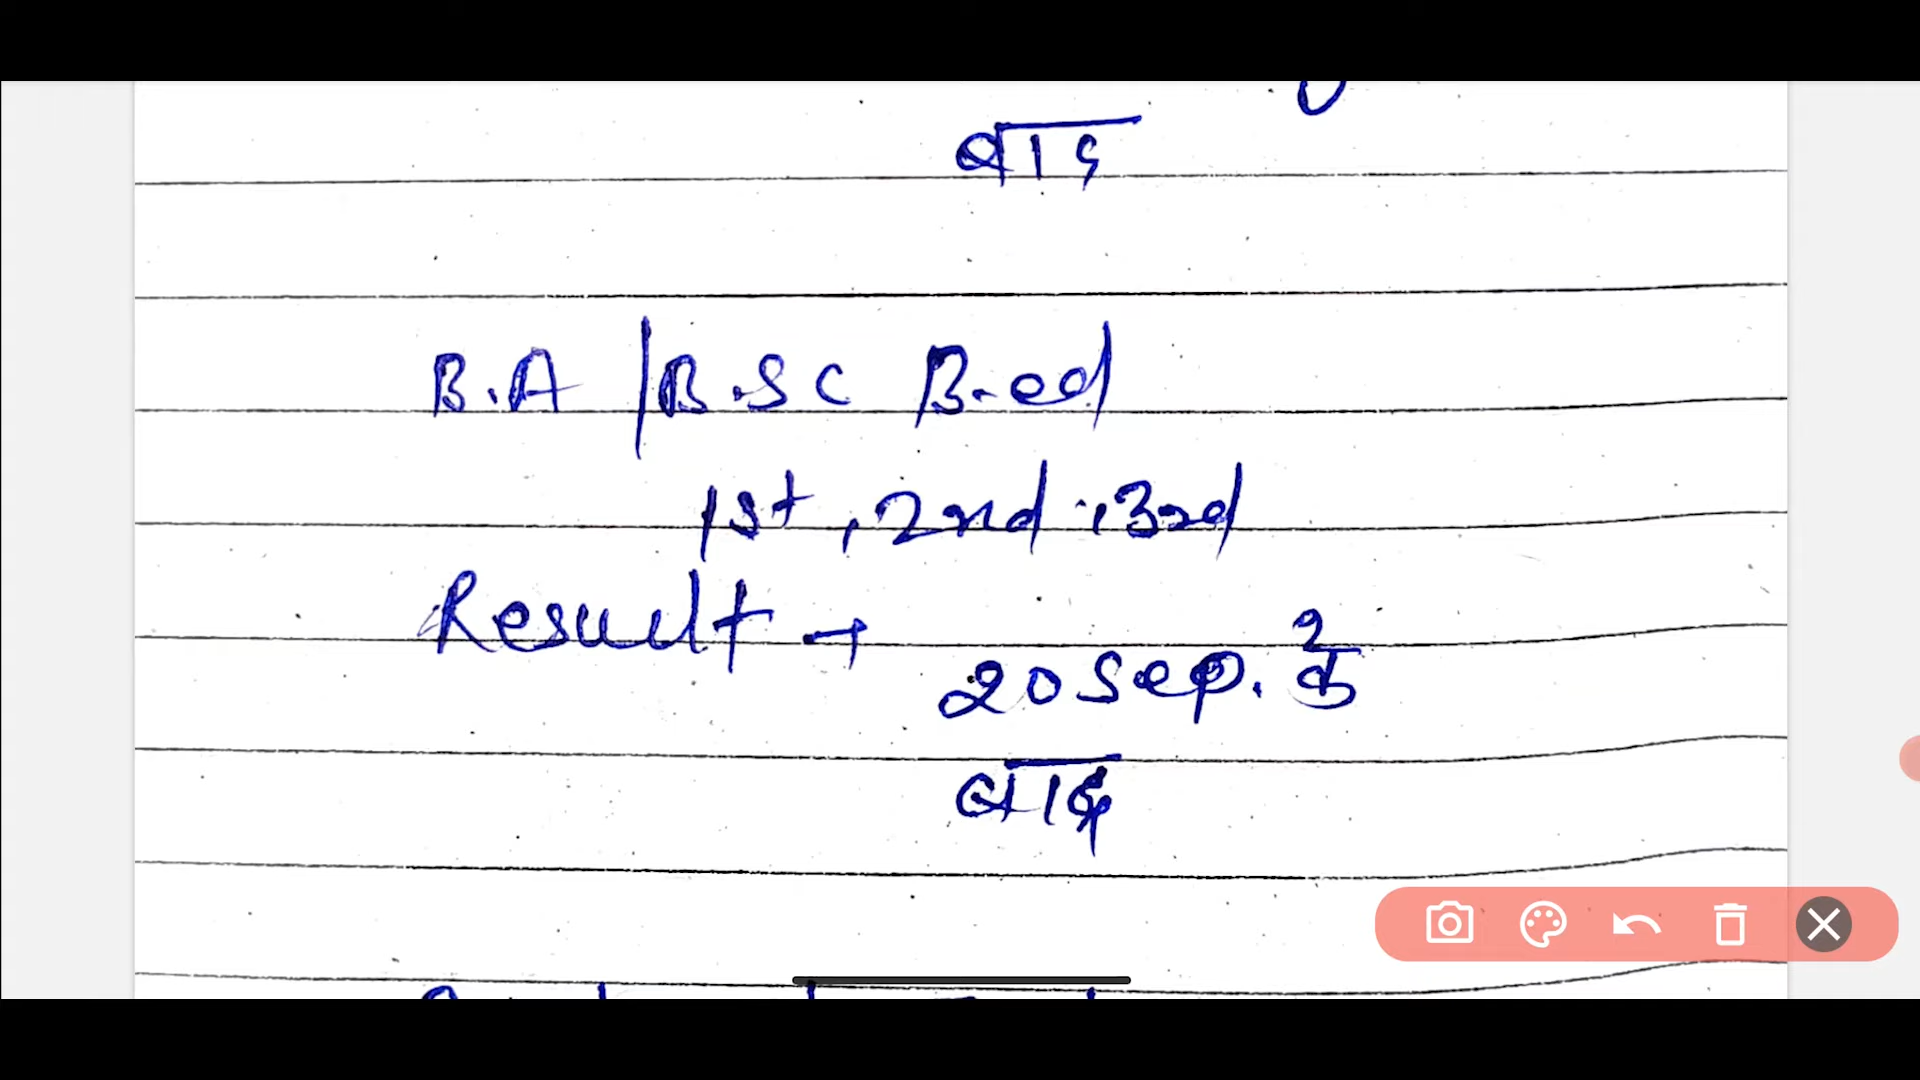 बाद
B.A / B.SC B.ed
1st, 2nd, 3rd
Result →
20 Sep. के
बाद